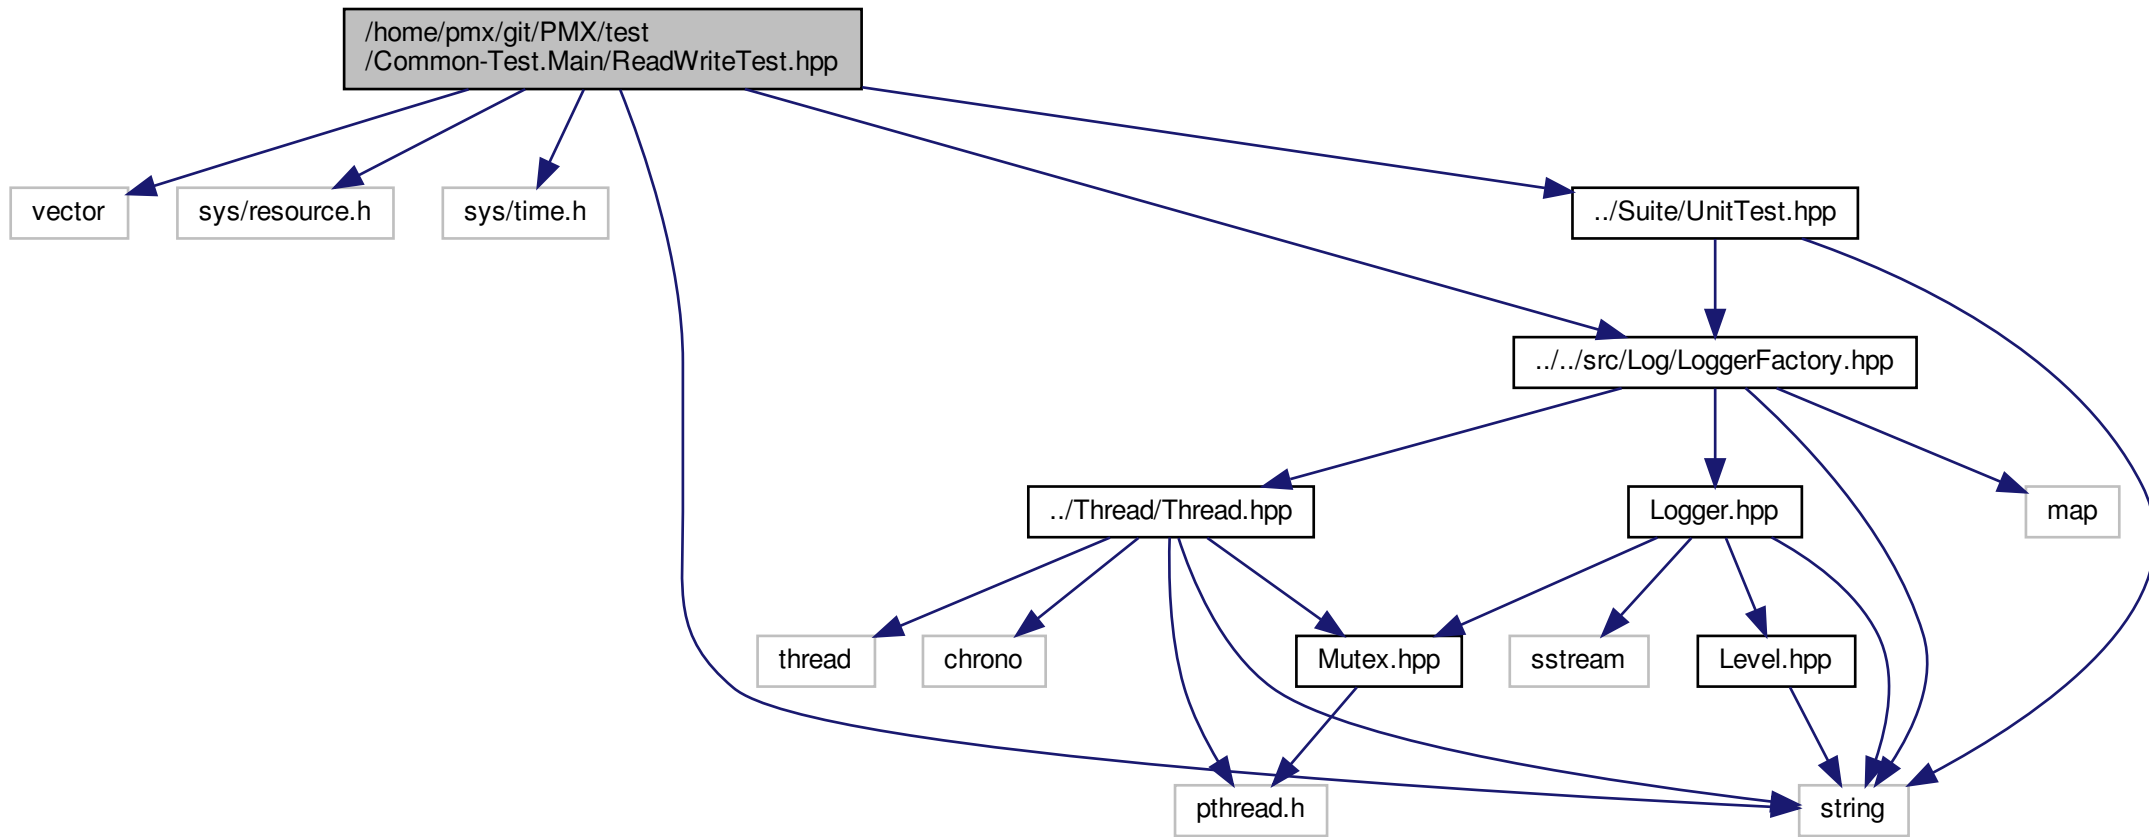 /home/pmx/git/PMX/test
/Common-Test.Main/ReadWriteTest.hpp
vector
sys/resource.h
sys/time.h
../Suite/UnitTest.hpp
../../src/Log/LoggerFactory.hpp
../Thread/Thread.hpp
Logger.hpp
map
thread
chrono
Mutex.hpp
sstream
Level.hpp
pthread.h
string